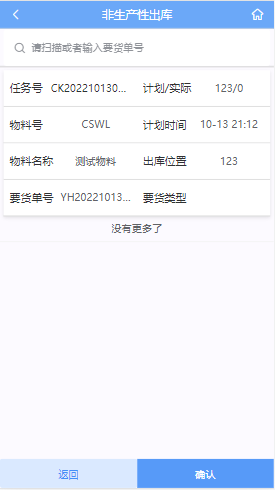 非生产性出库
请扫描或者输入要货单号
任务号 CK202210130... 计划/实际 123/0
物料号 CSWL 计划时间 10-13 21:12
物料名称 测试物料 出库位置 123
要货单号 YH20221013... 要货类型
没有更多了
返回 确认